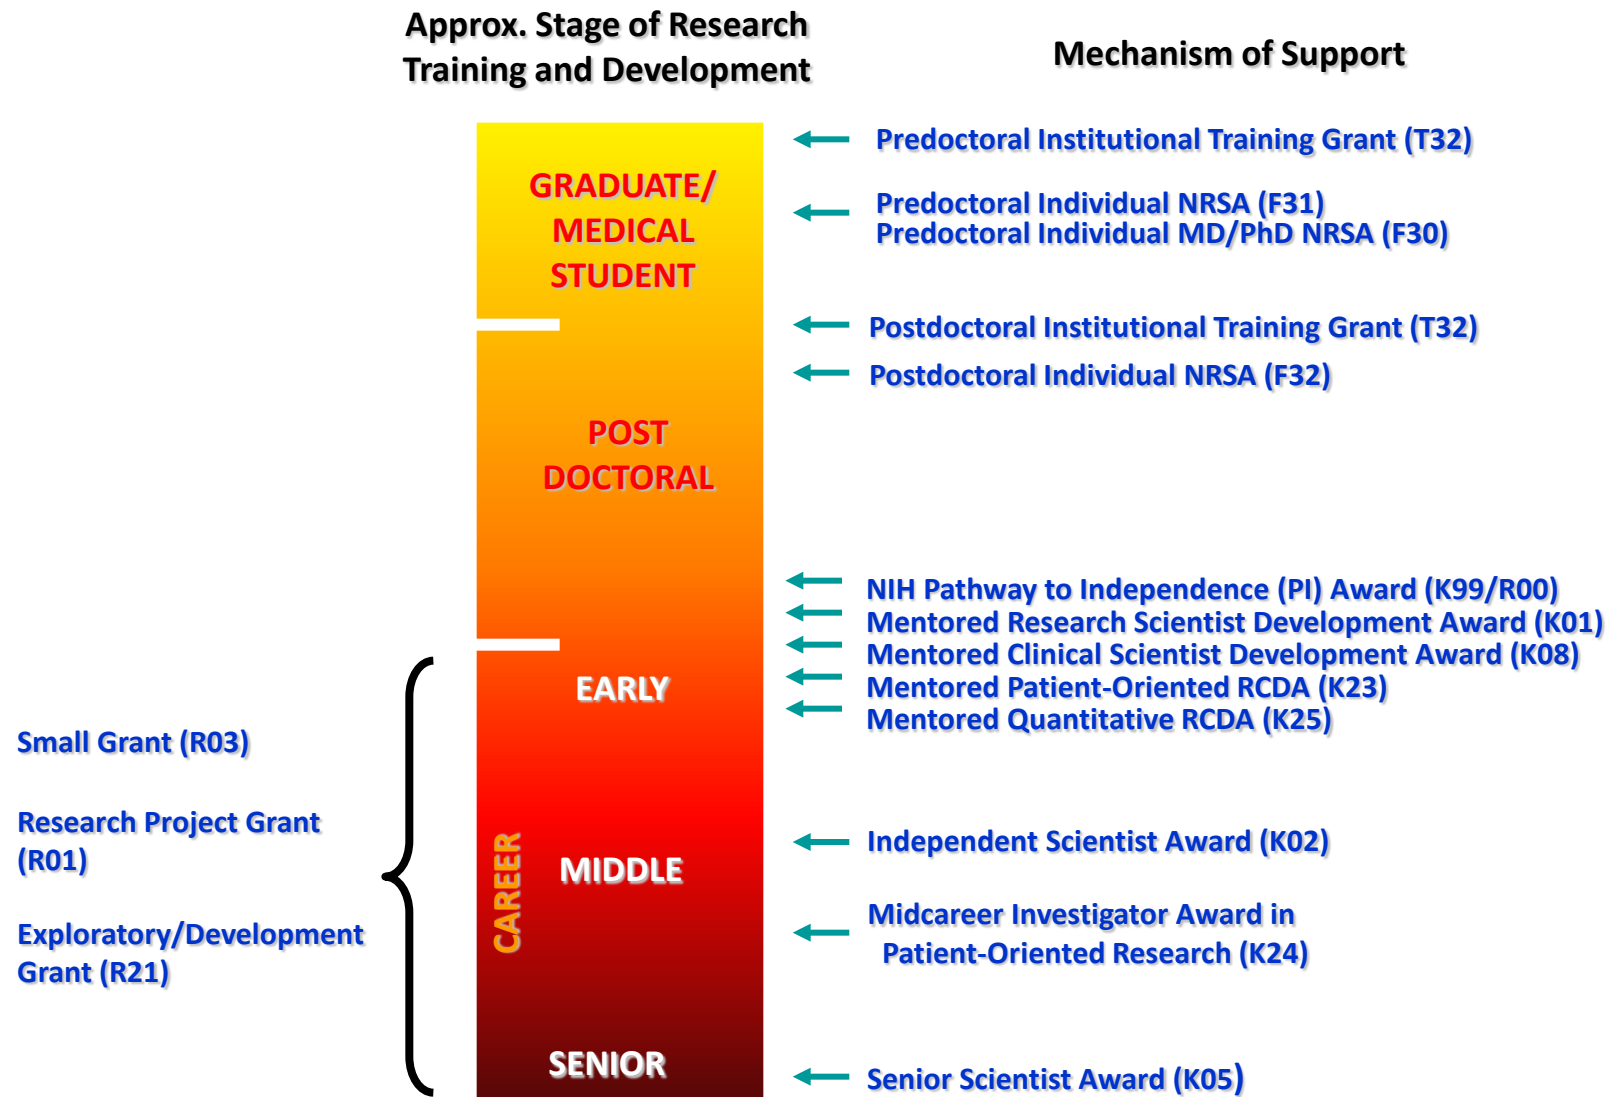 Approx. Stage of Research
Training and Development
Mechanism of Support
GRADUATE/
MEDICAL
STUDENT
Predoctoral Institutional Training Grant (T32)
Predoctoral Individual NRSA (F31)
Predoctoral Individual MD/PhD NRSA (F30)
Postdoctoral Institutional Training Grant (T32)
Postdoctoral Individual NRSA (F32)
POST
DOCTORAL
NIH Pathway to Independence (PI) Award (K99/R00)
Mentored Research Scientist Development Award (K01)
Mentored Clinical Scientist Development Award (K08)
Mentored Patient-Oriented RCDA (K23)
Mentored Quantitative RCDA (K25)
EARLY
Small Grant (R03)
Research Project Grant
(R01)
Exploratory/Development
Grant (R21)
CAREER
MIDDLE
Independent Scientist Award (K02)
Midcareer Investigator Award in
Patient-Oriented Research (K24)
SENIOR
Senior Scientist Award (K05)